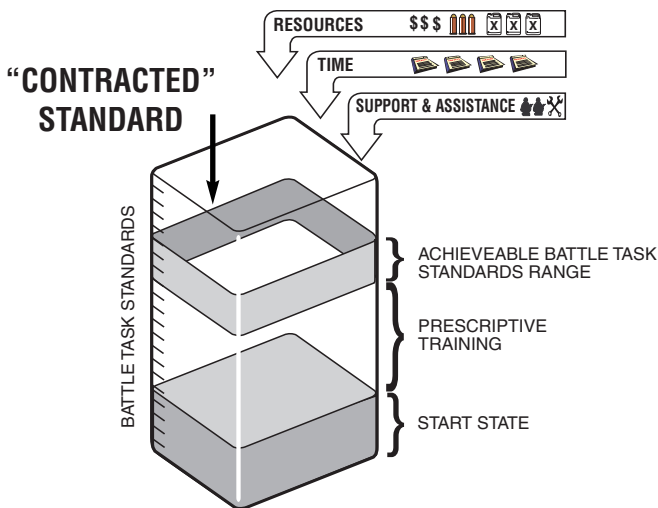 RESOURCES $$$ X X X
TIME
SUPPORT & ASSISTANCE
“CONTRACTED”
STANDARD
BATTLE TASK STANDARDS
ACHIEVEABLE BATTLE TASK
STANDARDS RANGE
PRESCRIPTIVE
TRAINING
START STATE